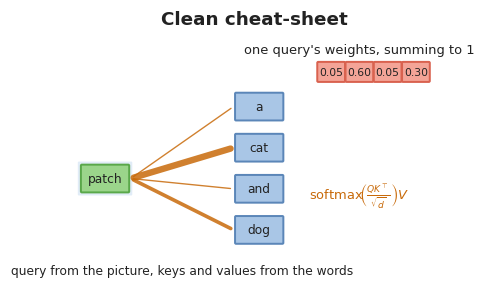 Clean cheat-sheet
one query's weights, summing to 1
0.05 0.60 0.05 0.30
a
cat
patch
and
softmax(QK^⊤/√d)V
dog
query from the picture, keys and values from the words